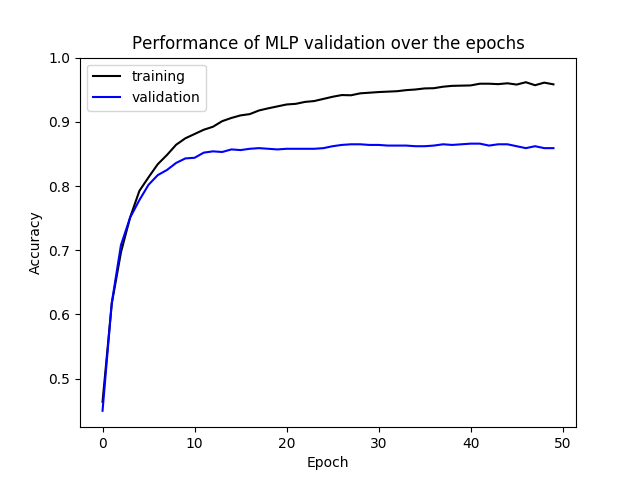 Performance of MLP validation over the epochs
training
validation
Accuracy
1.0
0.9
0.8
0.7
0.6
0.5
0
10
20
30
40
50
Epoch